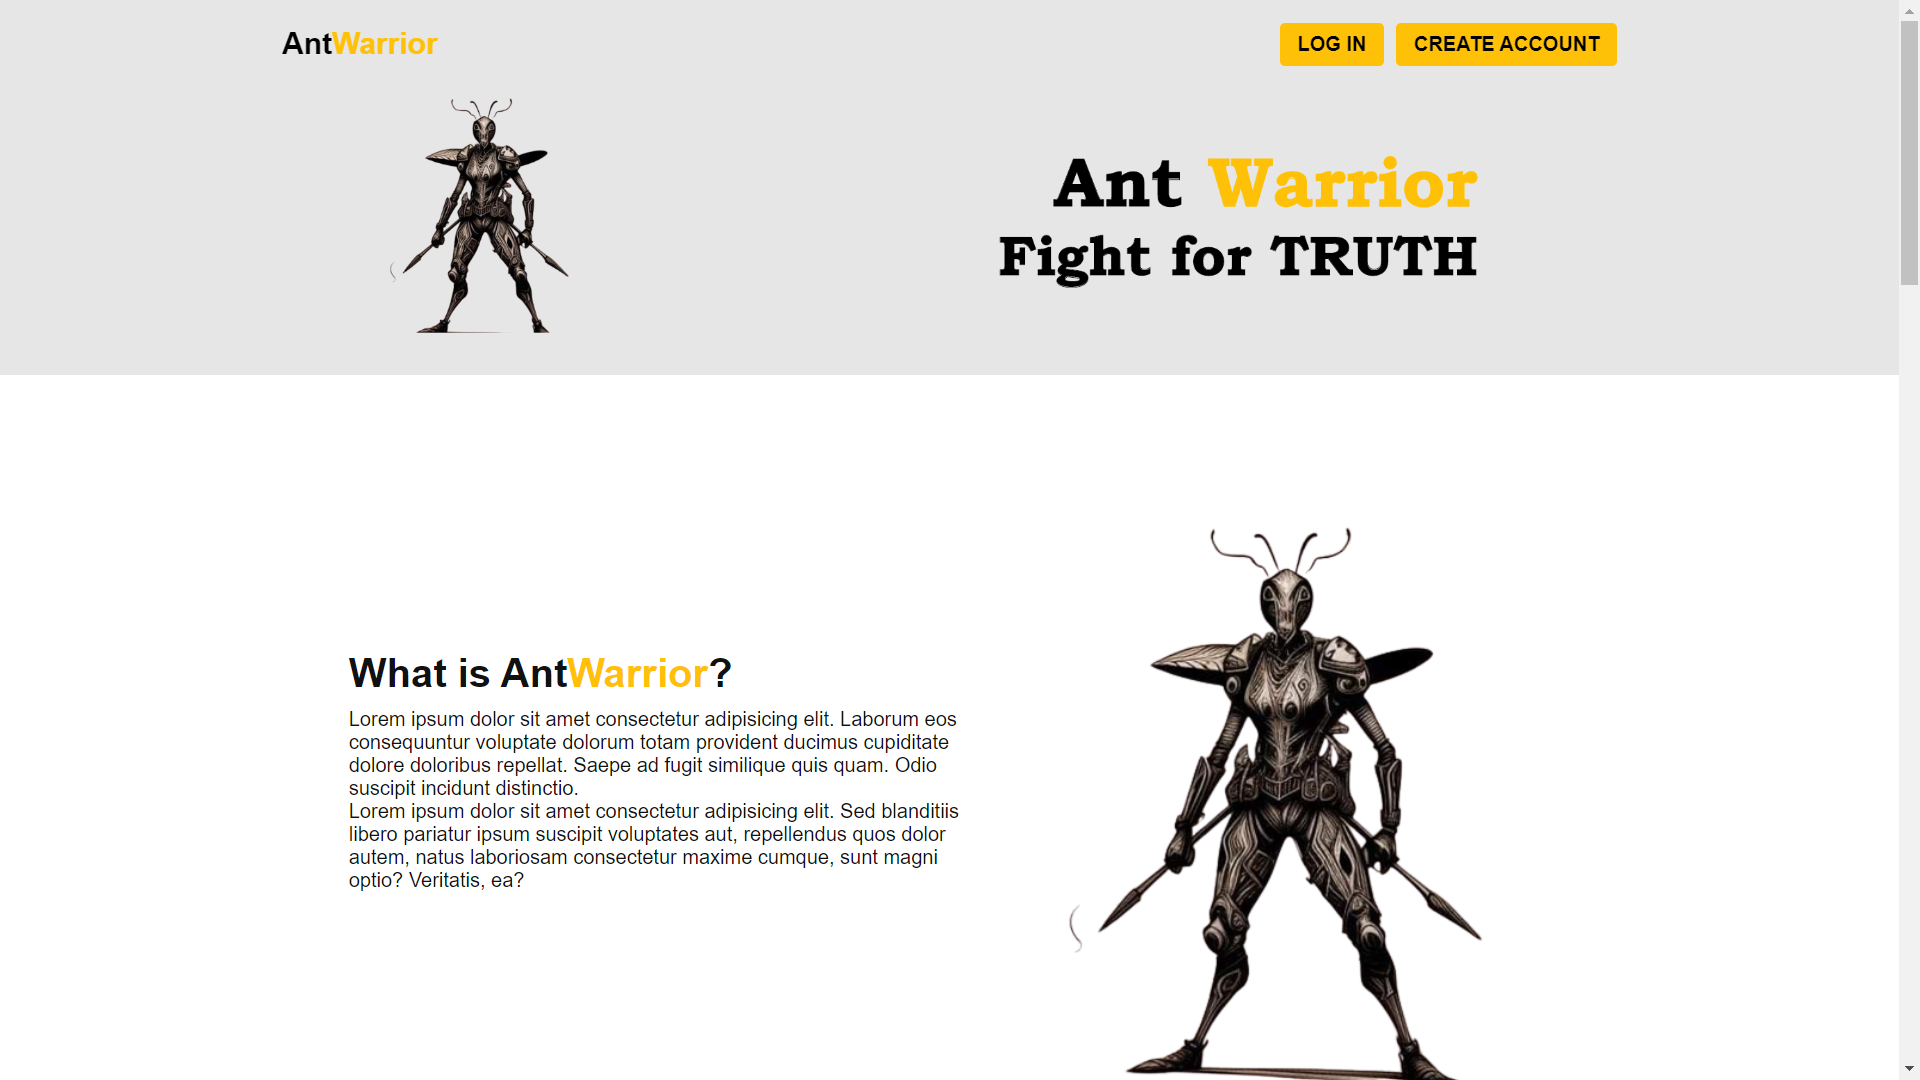 AntWarrior
LOG IN
CREATE ACCOUNT
Ant Warrior
Fight for TRUTH
What is AntWarrior?
Lorem ipsum dolor sit amet consectetur adipisicing elit. Laborum eos
consequuntur voluptate dolorum totam provident ducimus cupiditate
dolore doloribus repellat. Saepe ad fugit similique quis quam. Odio
suscipit incidunt distinctio.
Lorem ipsum dolor sit amet consectetur adipisicing elit. Sed blanditiis
libero pariatur ipsum suscipit voluptates aut, repellendus quos dolor
autem, natus laboriosam consectetur maxime cumque, sunt magni
optio? Veritatis, ea?